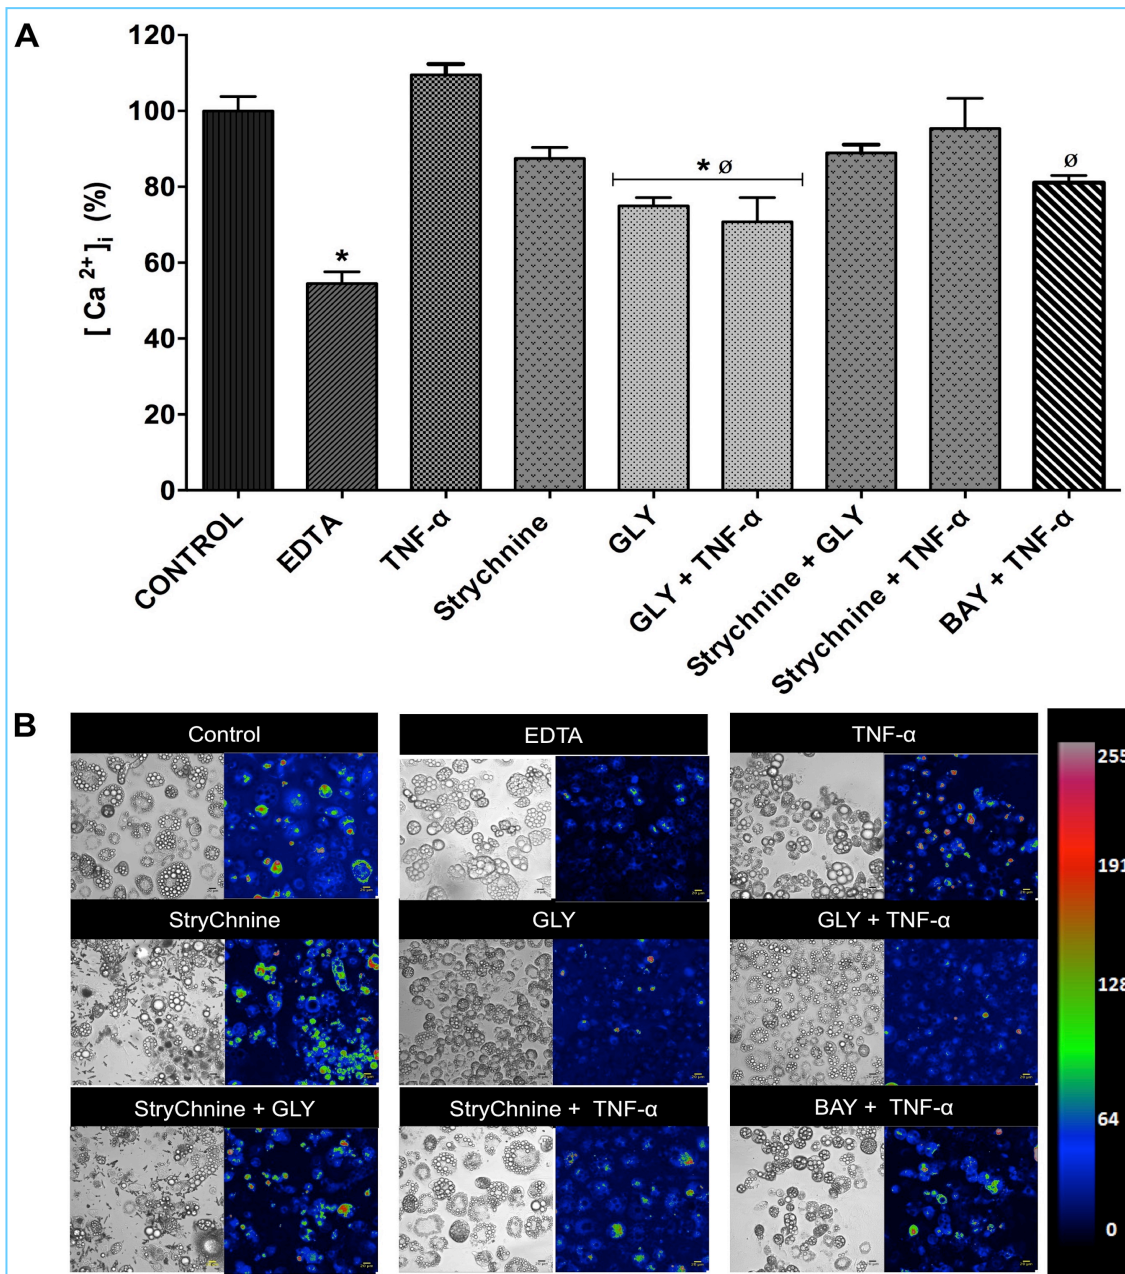 A
120
100
80
60
40
20
0
[ Ca 2+ ]i (%)
*
* ø
ø
CONTROL
EDTA
TNF-α
Strychnine
GLY
GLY + TNF-α
Strychnine + GLY
Strychnine + TNF-α
BAY + TNF-α
B
Control
EDTA
TNF-α
StryChnine
GLY
GLY + TNF-α
StryChnine + GLY
StryChnine + TNF-α
BAY + TNF-α
255
191
128
64
0